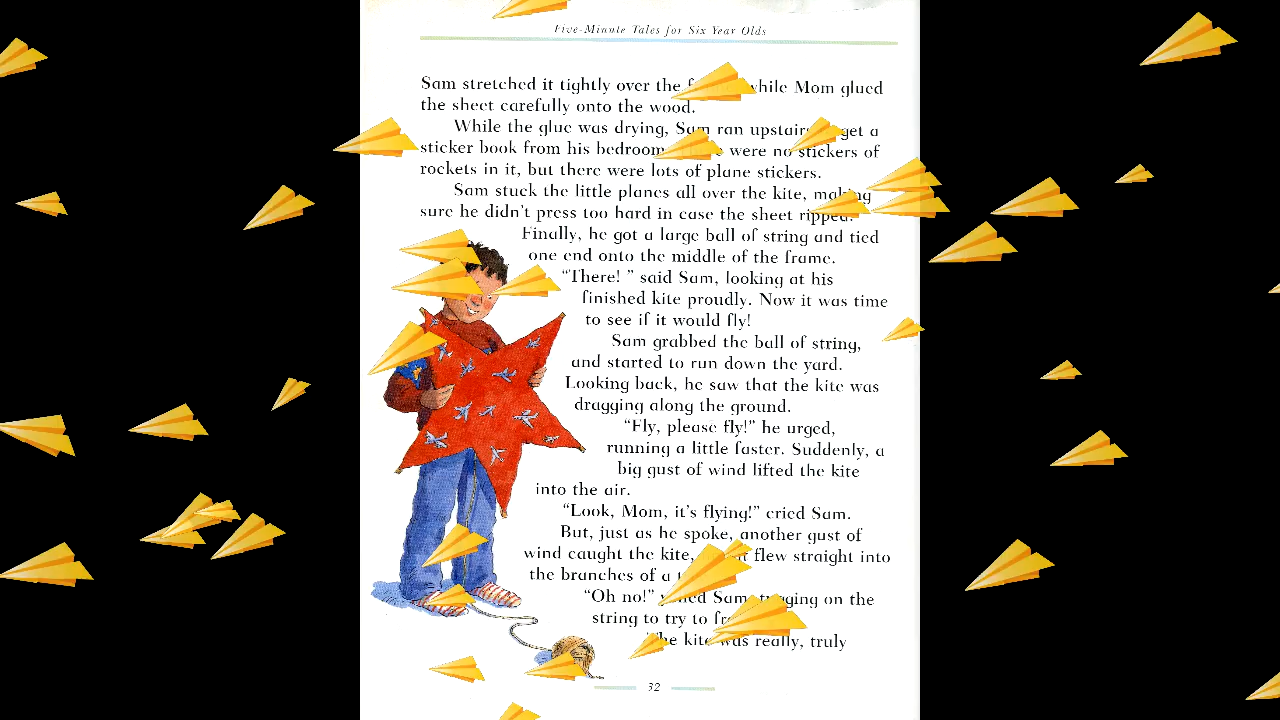 Five-Minute Tales for Six Year Olds
Sam stretched it tightly over the while Mom glued
the sheet carefully onto the wood.
While the glue was drying, Sam ran upstairs get a
sticker book from his bedroom were no stickers of
rockets in it, but there were lots of plane stickers.
Sam stuck the little planes all over the kite, making
sure he didn't press too hard in case the sheet ripped.
Finally, he got a large ball of string and tied
one end onto the middle of the frame.
"There! " said Sam, looking at his
finished kite proudly. Now it was time
to see if it would fly!
Sam grabbed the ball of string,
and started to run down the yard.
Looking back, he saw that the kite was
dragging along the ground.
"Fly, please fly!" he urged,
running a little faster. Suddenly, a
big gust of wind lifted the kite
into the air.
"Look, Mom, it's flying!" cried Sam.
But, just as he spoke, another gust of
wind caught the kite, flew straight into
the branches of a
"Oh no!" Sam, tugging on the
string to try to
The kite was really, truly
32